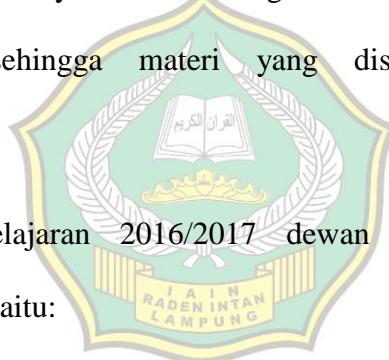 sehingga materi yang dis
القرآن الكريم
elajaran 2016/2017 dewan
I A I N
RADEN INTAN
LAMPUNG
aitu: